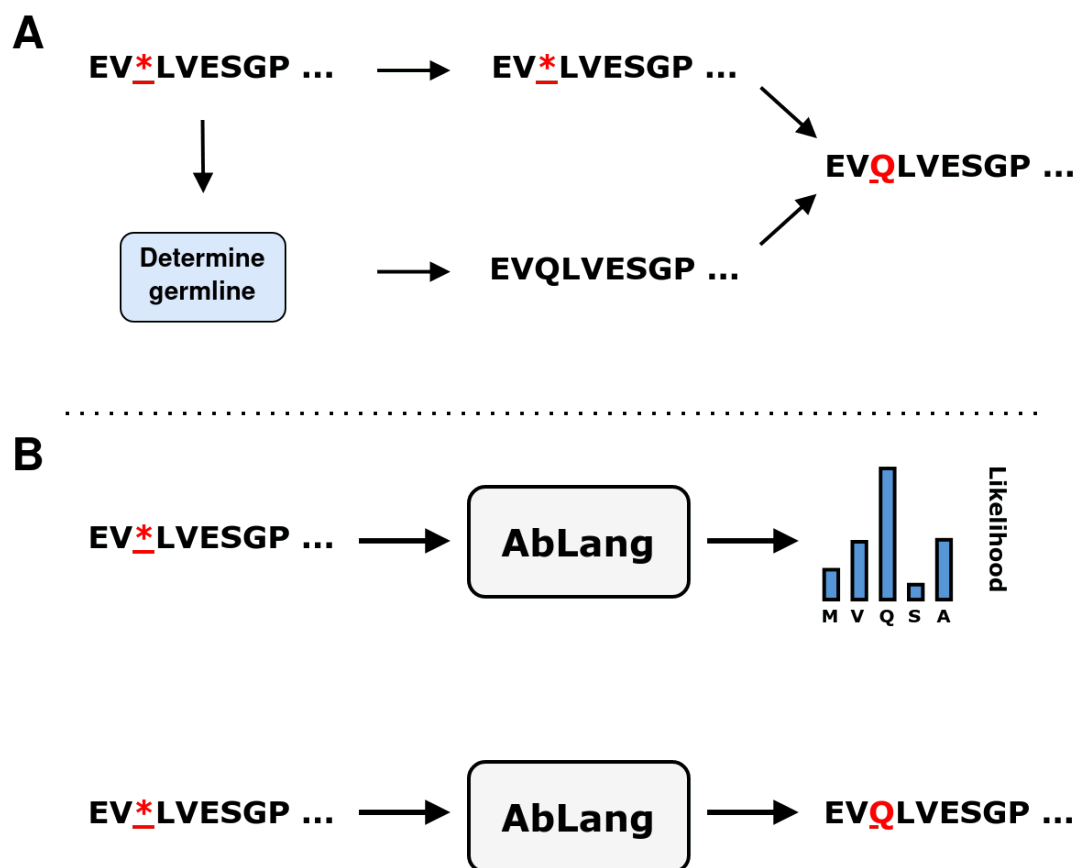 A
EV*LVESGP ...
EV*LVESGP ...
EVQLVESGP ...
Determine
germline
EVQLVESGP ...
B
EV*LVESGP ...
AbLang
Likelihood
M V Q S A
EV*LVESGP ...
AbLang
EVQLVESGP ...